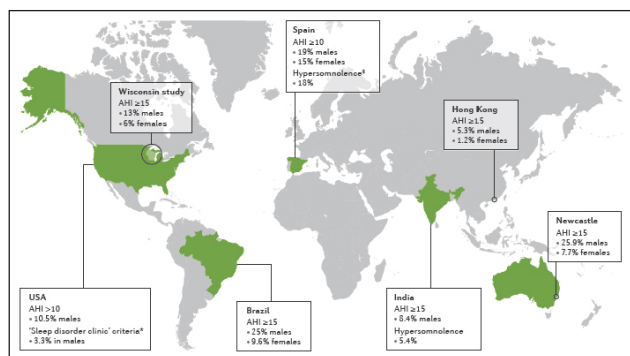 Spain
AHI ≥10
• 19% males
• 15% females
Hypersomnolence‡
• 18%
Wisconsin study
AHI ≥15
• 13% males
• 6% females
Hong Kong
AHI ≥15
• 5.3% males
• 1.2% females
Newcastle
AHI ≥15
• 25.9% males
• 7.7% females
USA
AHI >10
• 10.5% males
'Sleep disorder clinic' criteria*
• 3.3% in males
Brazil
AHI ≥15
• 25% males
• 9.6% females
India
AHI ≥15
• 8.4% males
Hypersomnolence
• 5.4%